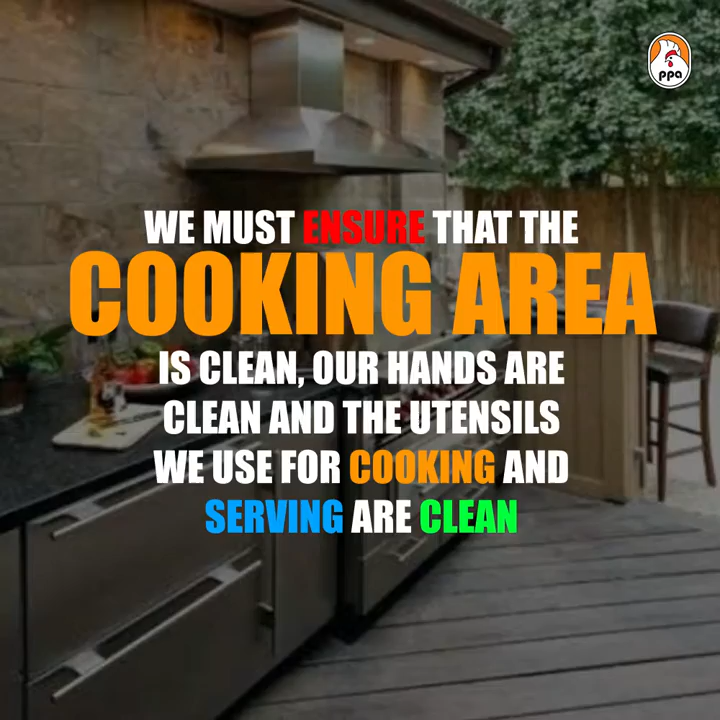 ppa
WE MUST ENSURE THAT THE
COOKING AREA
IS CLEAN, OUR HANDS ARE
CLEAN AND THE UTENSILS
WE USE FOR COOKING AND
SERVING ARE CLEAN